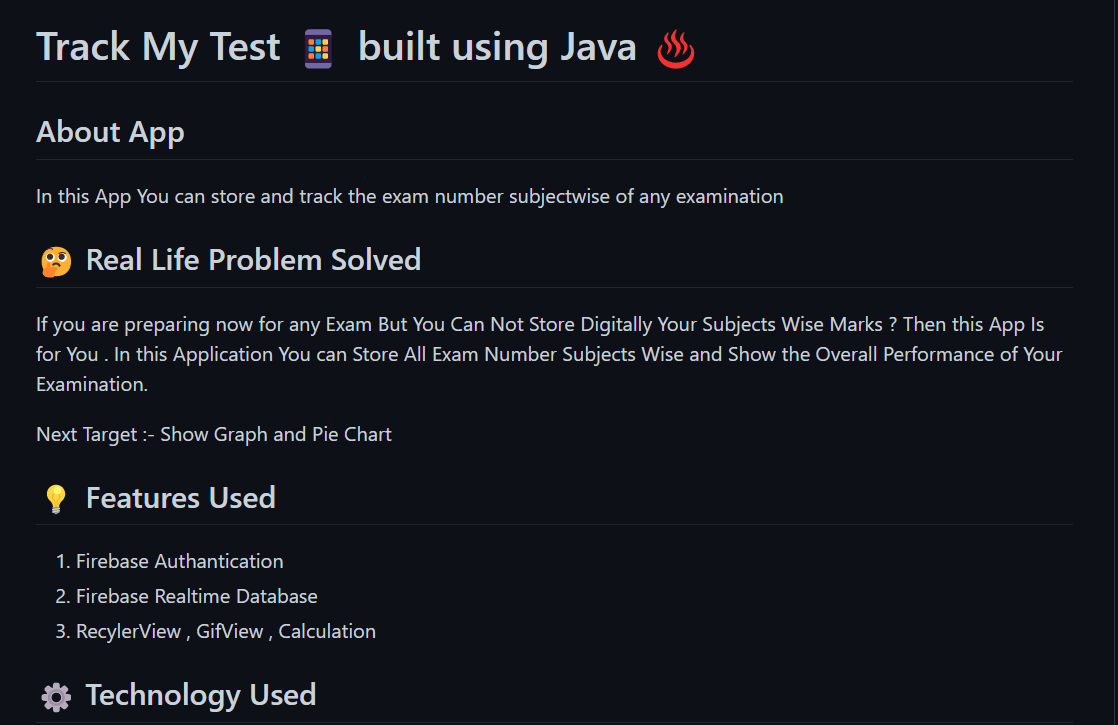 Track My Test 📱 built using Java ♨️
About App
In this App You can store and track the exam number subjectwise of any examination
🤔 Real Life Problem Solved
If you are preparing now for any Exam But You Can Not Store Digitally Your Subjects Wise Marks ? Then this App Is
for You . In this Application You can Store All Exam Number Subjects Wise and Show the Overall Performance of Your
Examination.
Next Target :- Show Graph and Pie Chart
💡 Features Used
1. Firebase Authantication
2. Firebase Realtime Database
3. RecylerView , GifView , Calculation
⚙️ Technology Used